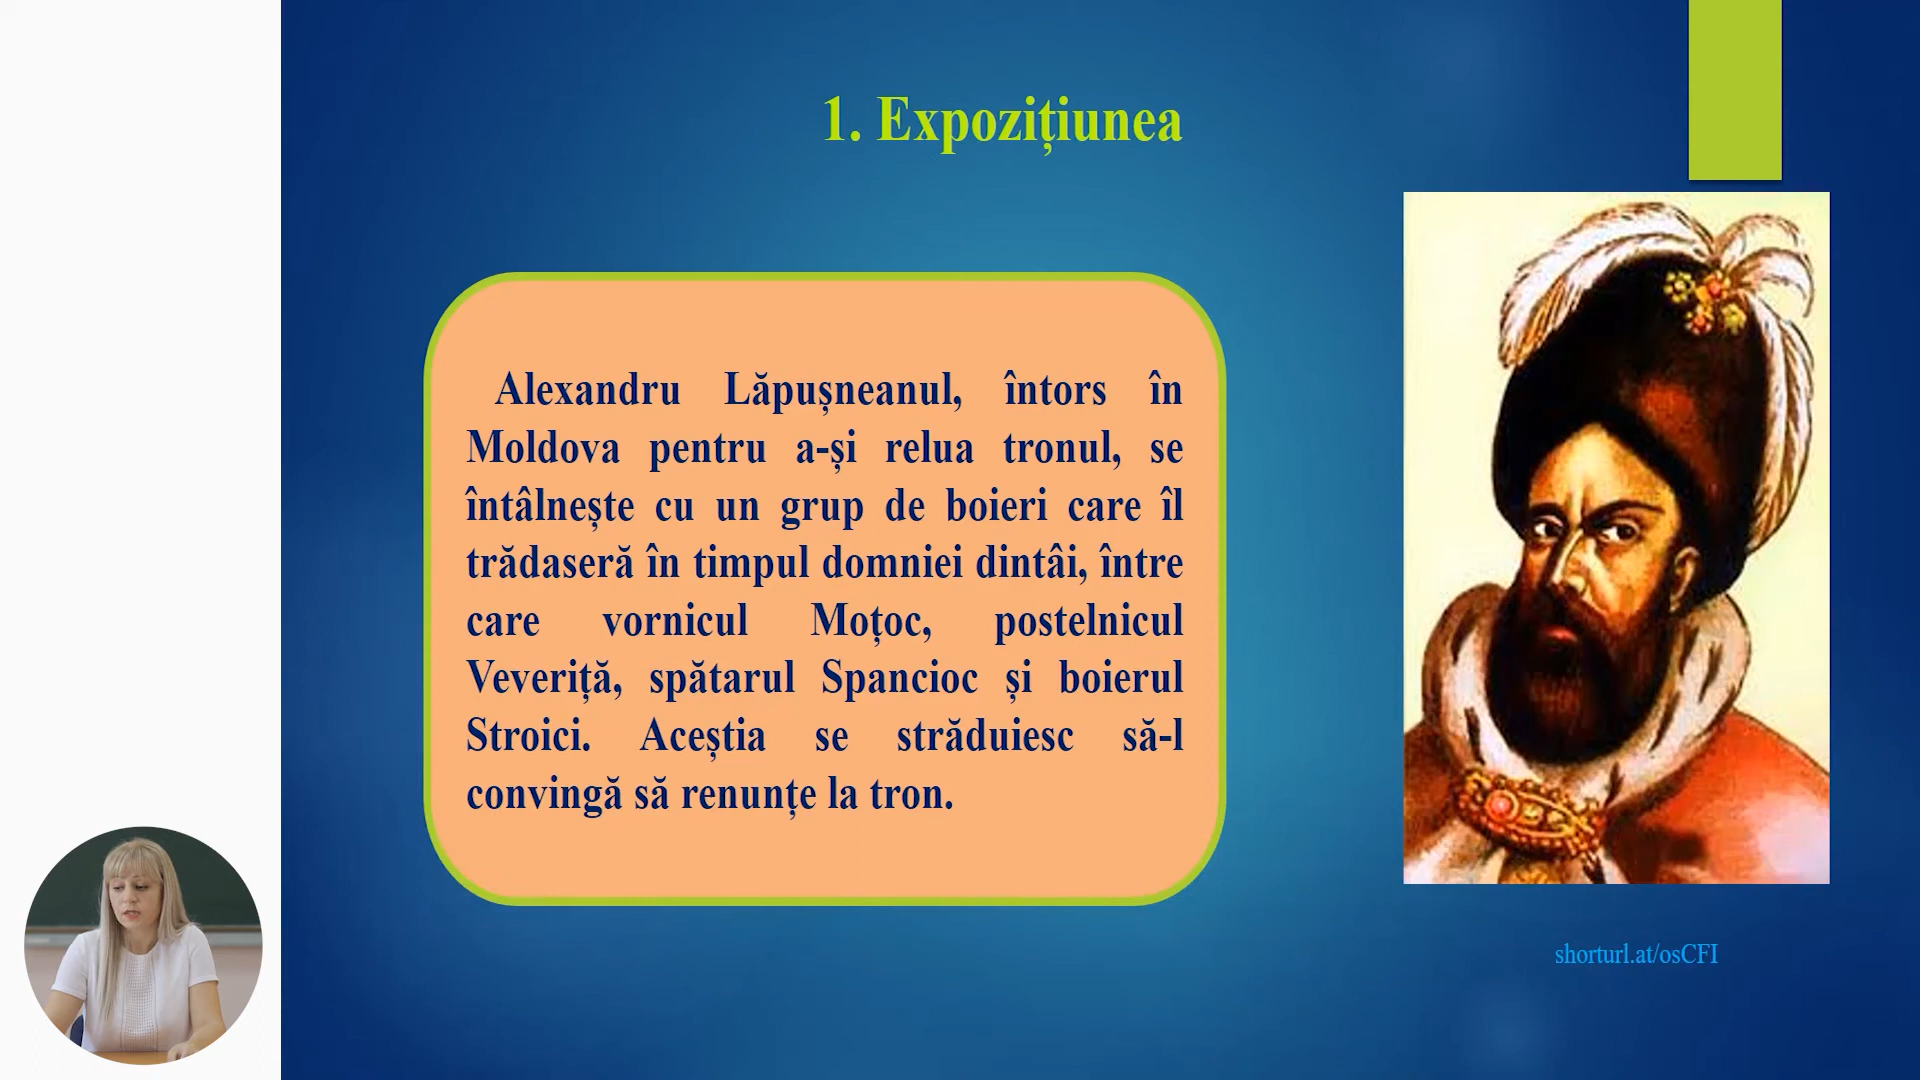 1. Expozițiunea
Alexandru Lăpușneanul, întors în
Moldova pentru a-și relua tronul, se
întâlnește cu un grup de boieri care îl
trădaseră în timpul domniei dintâi, între
care vornicul Moțoc, postelnicul
Veveriță, spătarul Spancioc și boierul
Stroici. Aceștia se străduiesc să-l
convingă să renunțe la tron.
shorturl.at/osCFI